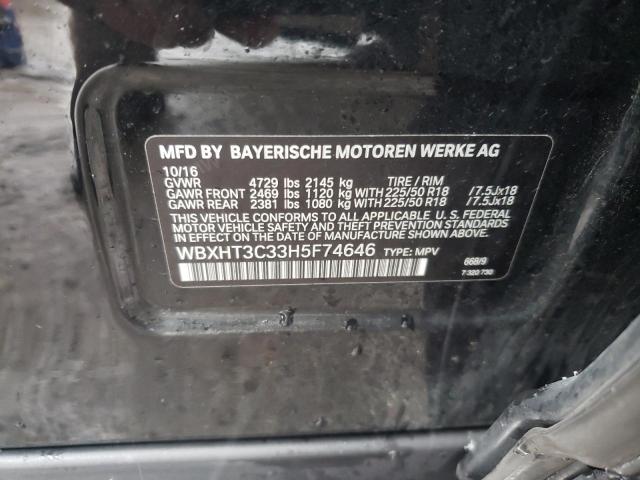 MFD BY BAYERISCHE MOTOREN WERKE AG
10/16
GVWR 4729 lbs 2145 kg TIRE / RIM
GAWR FRONT 2469 lbs 1120 kg WITH 225/50 R18 /7.5Jx18
GAWR REAR 2381 lbs 1080 kg WITH 225/50 R18 /7.5Jx18
THIS VEHICLE CONFORMS TO ALL APPLICABLE U. S. FEDERAL
MOTOR VEHICLE SAFETY, AND THEFT PREVENTION STANDARDS
IN EFFECT ON THE DATE OF MANUFACTURE SHOWN ABOVE.
WBXHT3C33H5F74646 TYPE: MPV
668/9
7 320 730